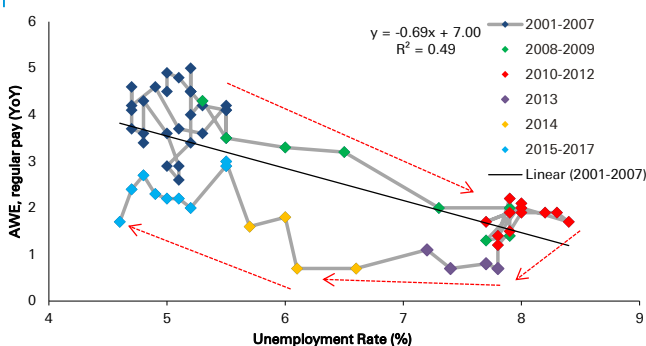 AWE, regular pay (YoY)
6
5
4
3
2
1
0
y = -0.69x + 7.00
R² = 0.49
2001-2007
2008-2009
2010-2012
2013
2014
2015-2017
Linear (2001-2007)
4 5 6 7 8 9
Unemployment Rate (%)